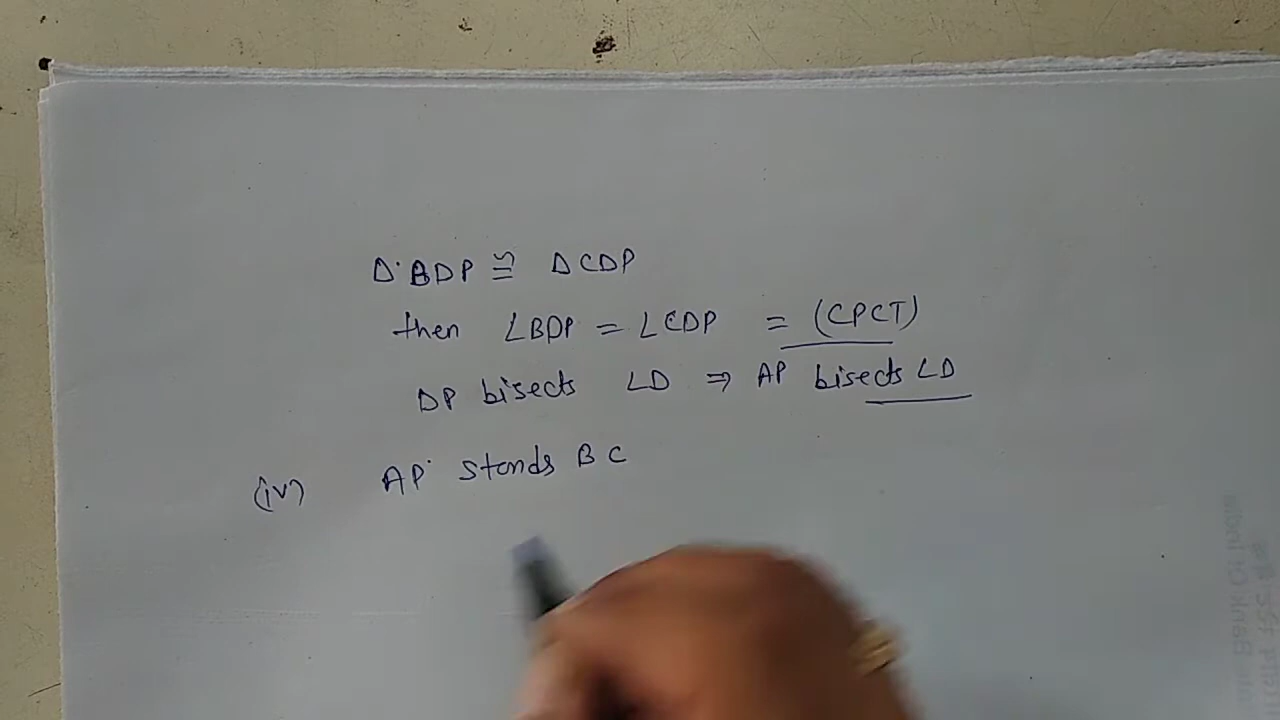 Δ BDP ≅ Δ CDP
then ∠BDP = ∠CDP = (CPCT)
DP bisects ∠D ⇒ AP bisects ∠D
(iv) AP stands BC